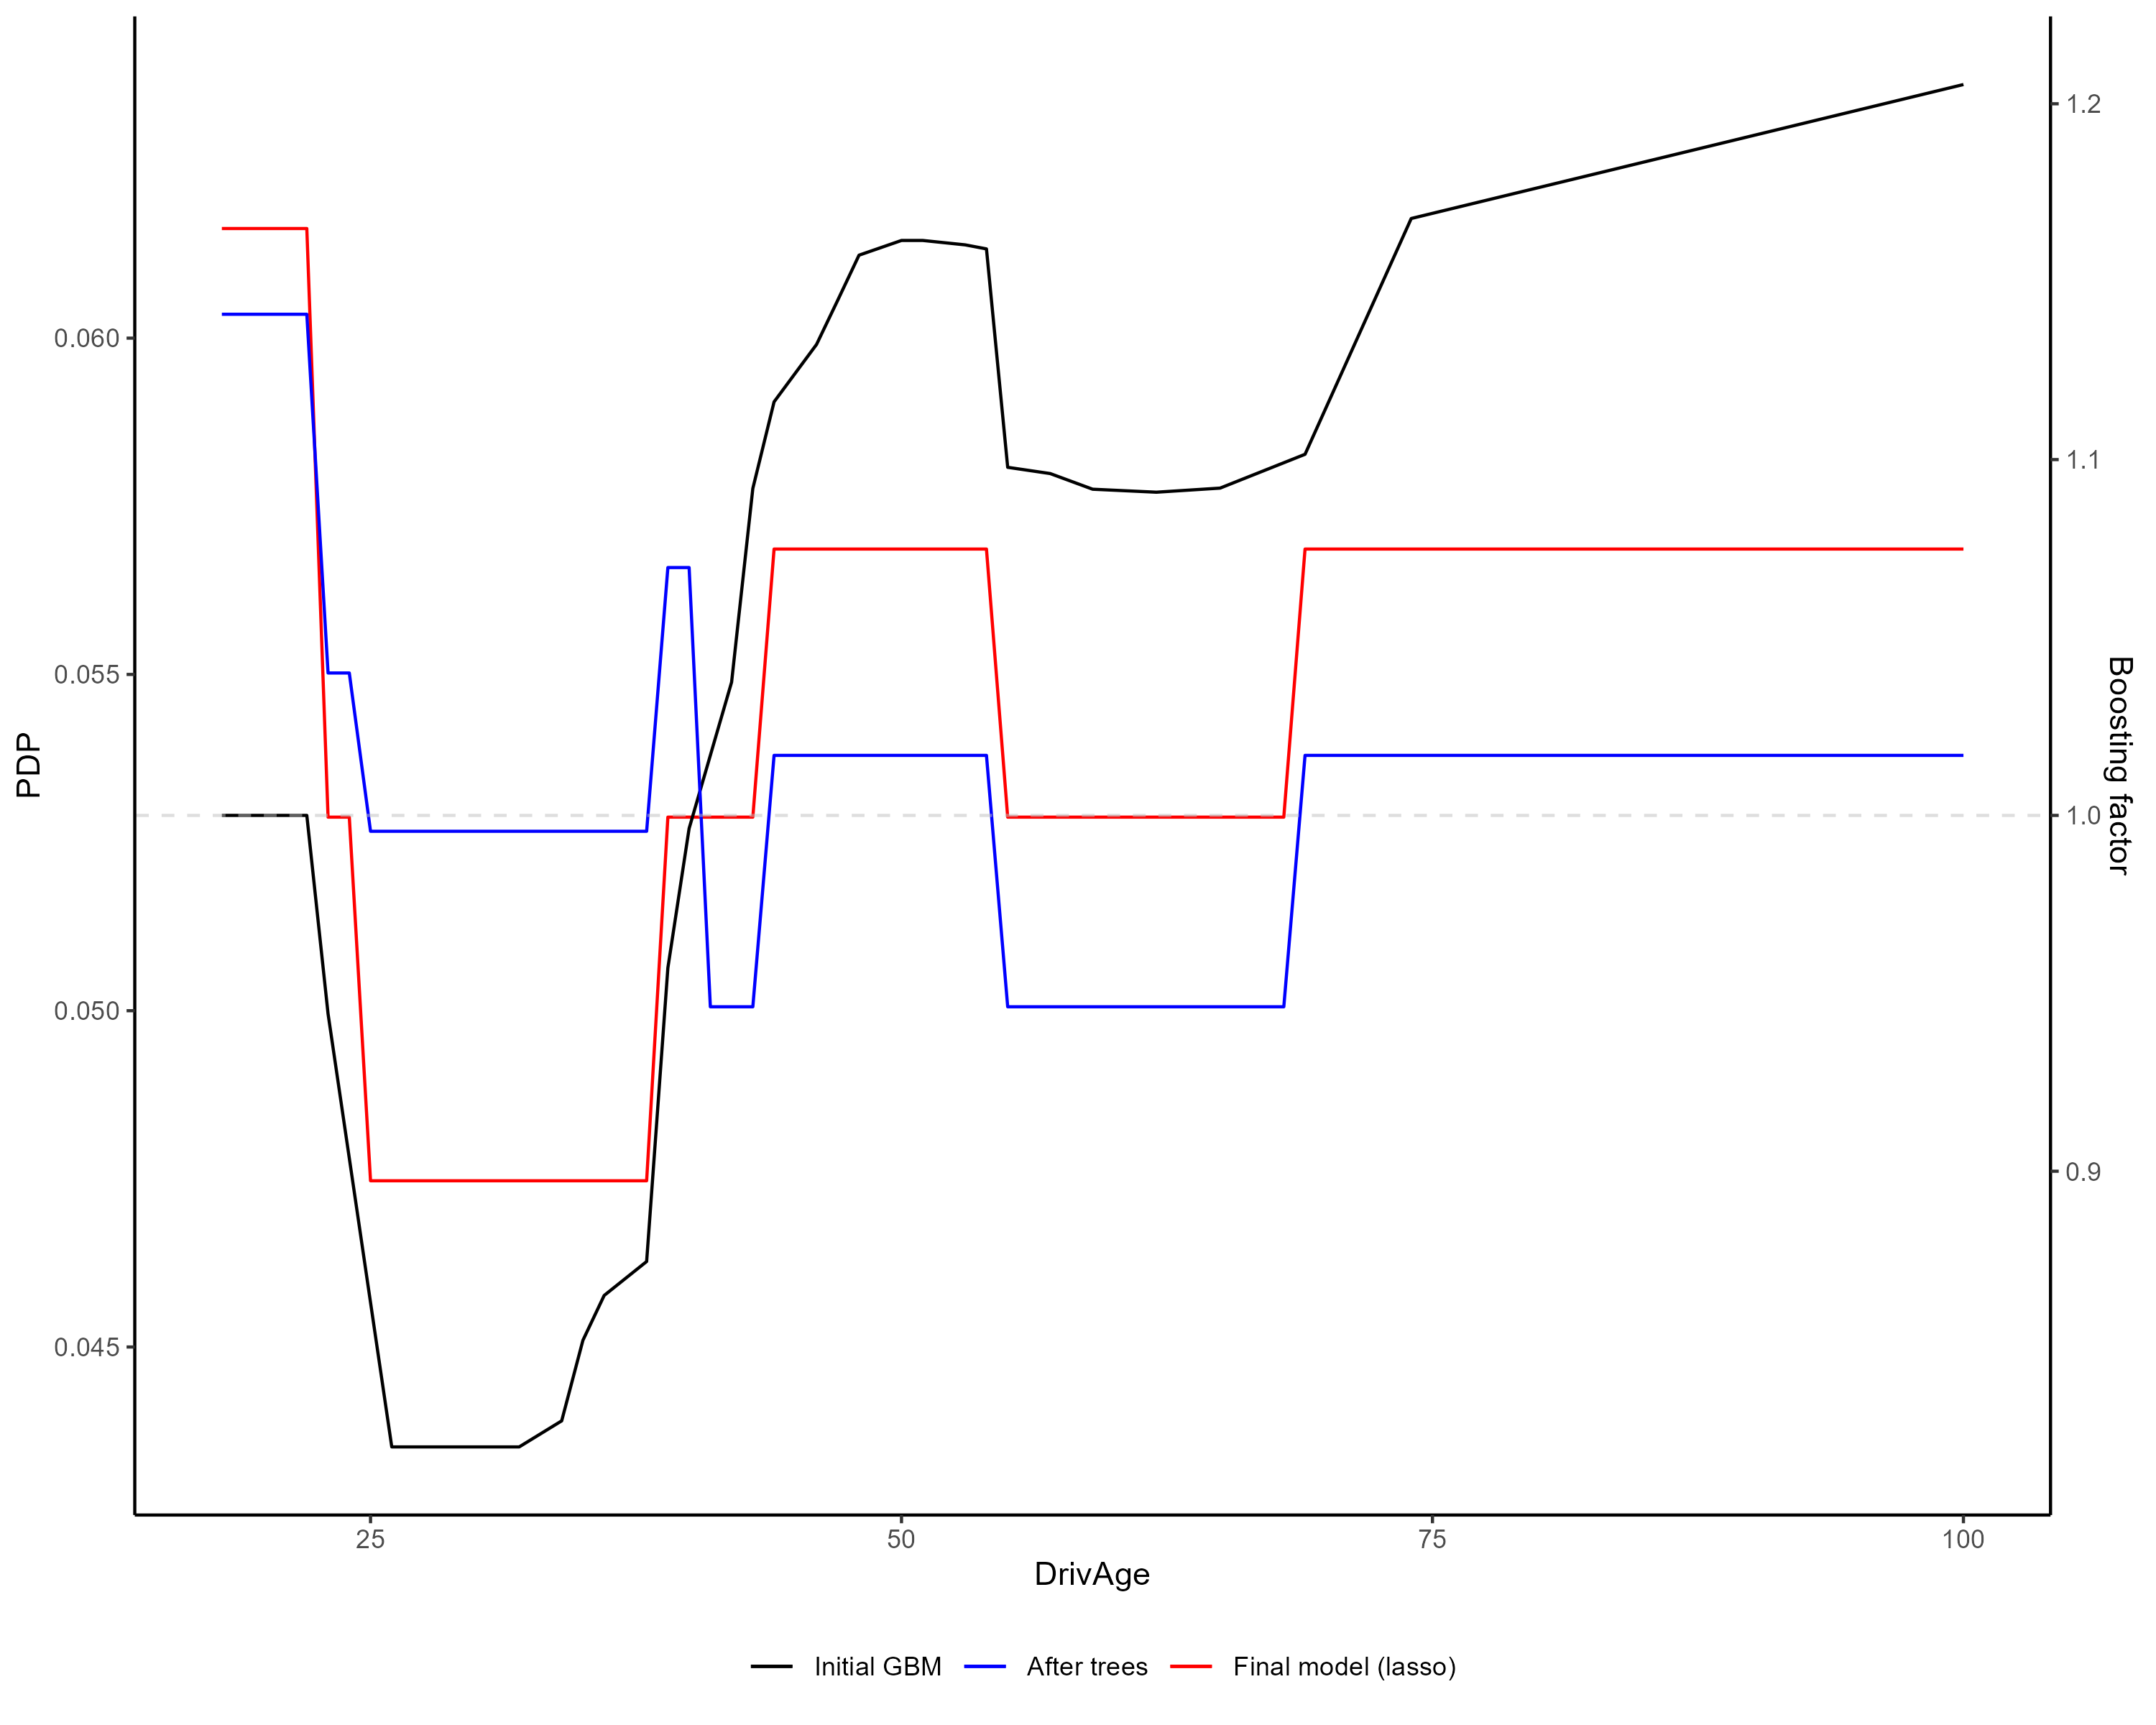 PDP
0.060
0.055
0.050
0.045
1.2
1.1
1.0
0.9
Boosting factor
25 50 75 100
DrivAge
Initial GBM After trees Final model (lasso)